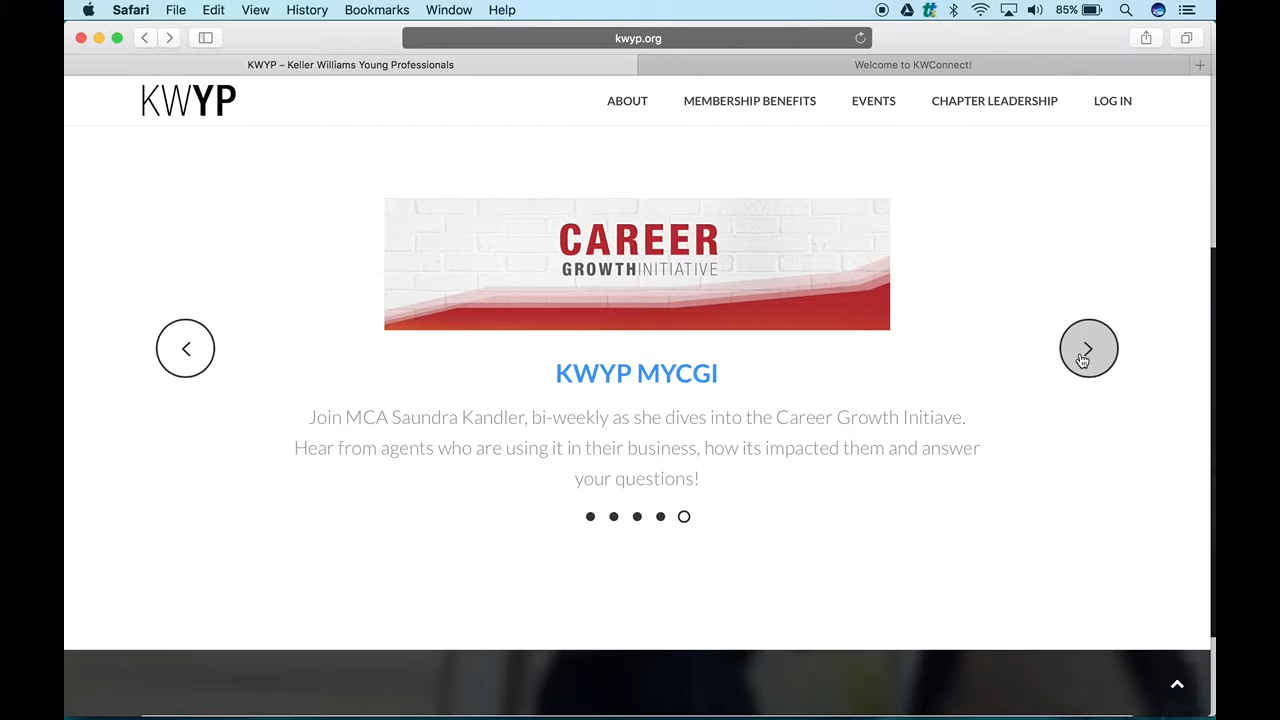 Safari File Edit View History Bookmarks Window Help 85%
kwyp.org
KWYP – Keller Williams Young Professionals Welcome to KWConnect!
KWYP ABOUT MEMBERSHIP BENEFITS EVENTS CHAPTER LEADERSHIP LOG IN
CAREER
GROWTHINITIATIVE
KWYP MYCGI
Join MCA Saundra Kandler, bi-weekly as she dives into the Career Growth Initiave.
Hear from agents who are using it in their business, how its impacted them and answer
your questions!